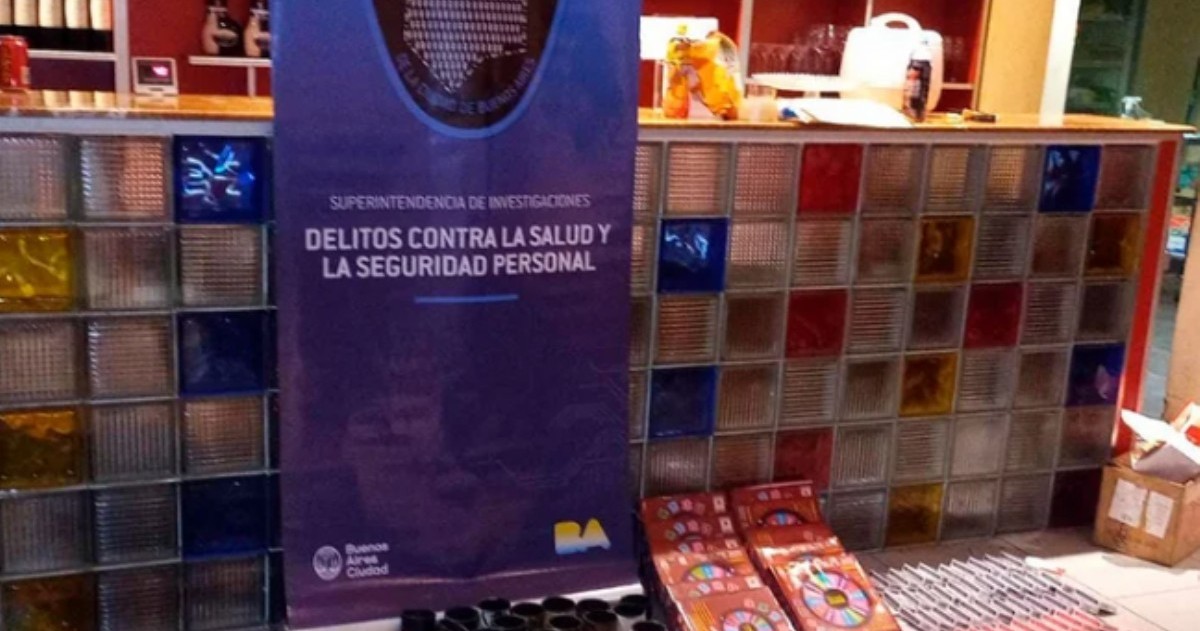 DE LA CIUDAD DE BUENOS AIRES
SUPERINTENDENCIA DE INVESTIGACIONES
DELITOS CONTRA LA SALUD Y
LA SEGURIDAD PERSONAL
Buenos
Aires
Ciudad
BA